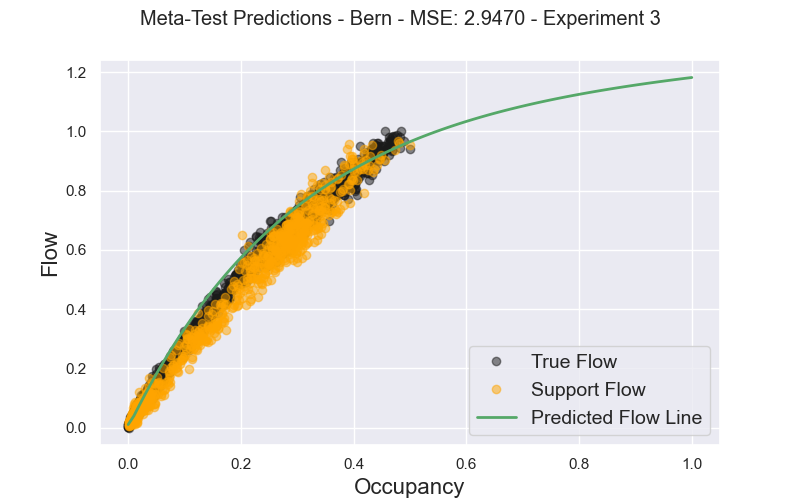 Meta-Test Predictions - Bern - MSE: 2.9470 - Experiment 3
1.2
1.0
0.8
0.6
0.4
0.2
0.0
Flow
True Flow
Support Flow
Predicted Flow Line
0.0 0.2 0.4 0.6 0.8 1.0
Occupancy